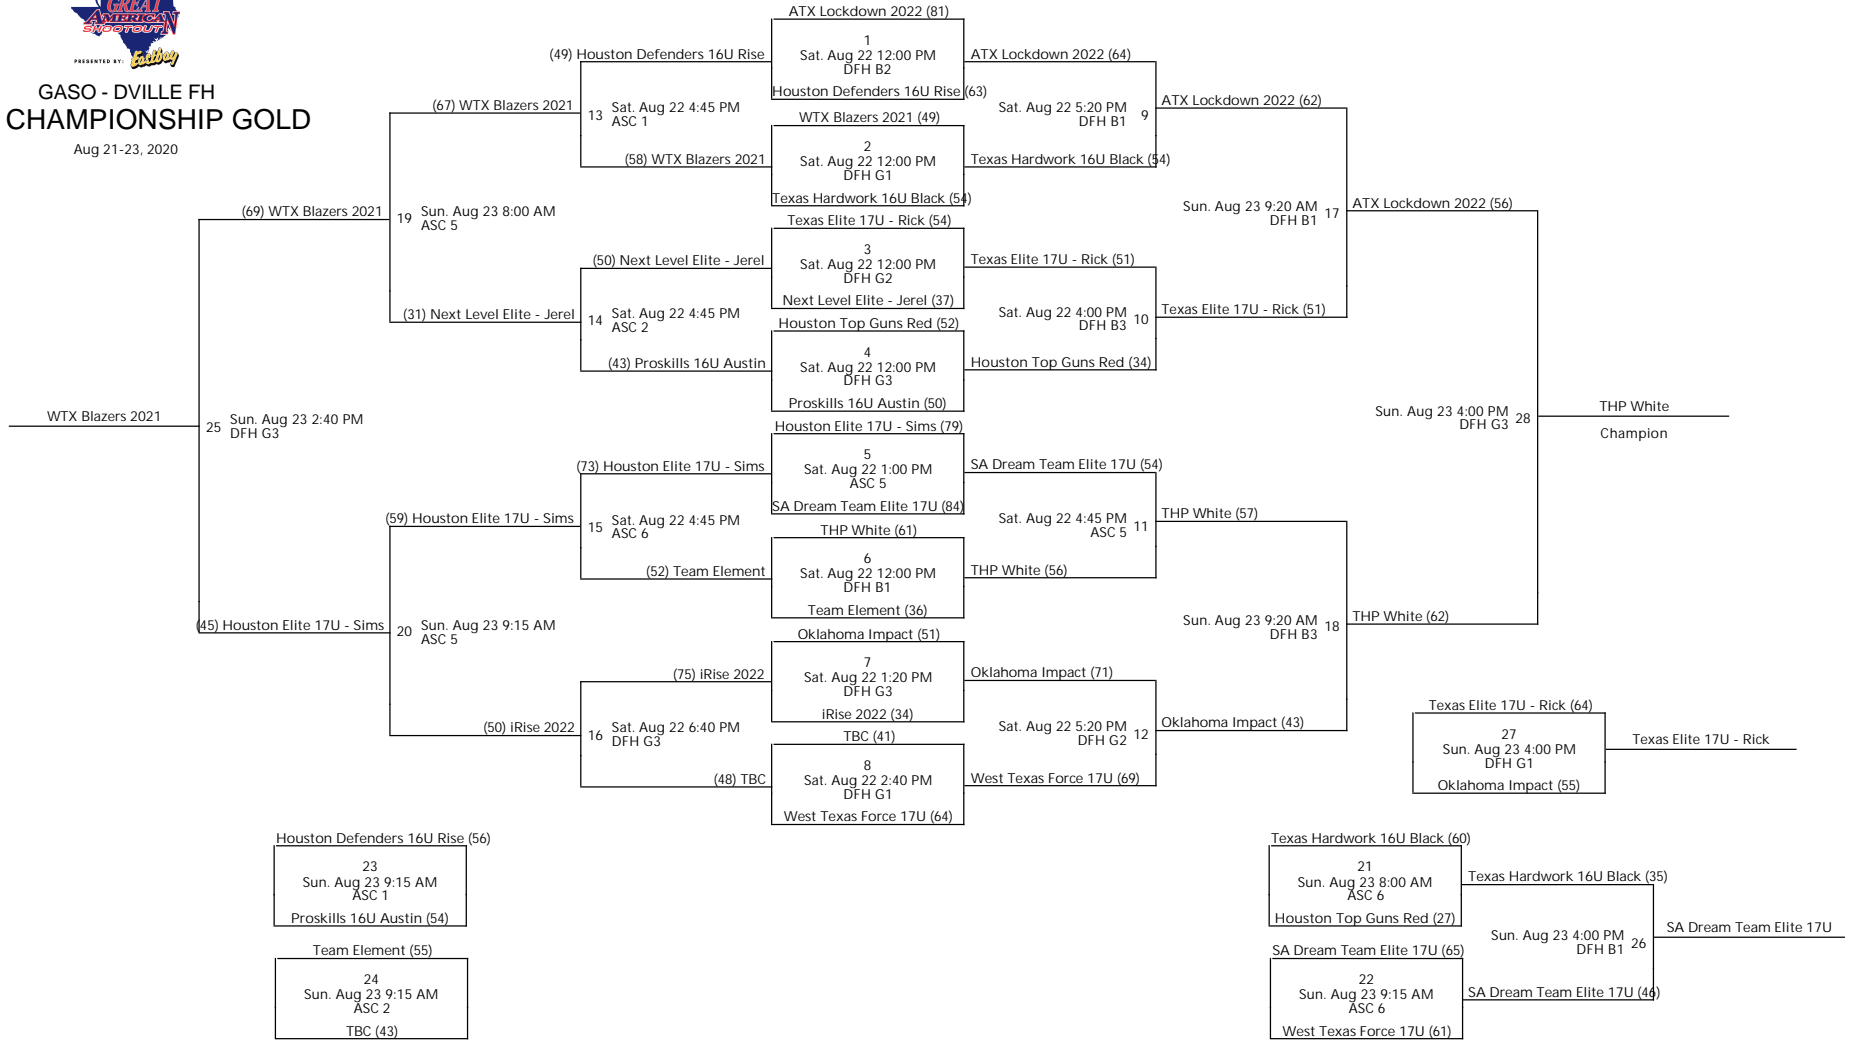 GREAT
AMERICAN
SHOOTOUT
PRESENTED BY: Eastbay
GASO - DVILLE FH
CHAMPIONSHIP GOLD
Aug 21-23, 2020
ATX Lockdown 2022 (81)
1
Sat. Aug 22 12:00 PM
DFH B2
Houston Defenders 16U Rise (63)
WTX Blazers 2021 (49)
2
Sat. Aug 22 12:00 PM
DFH G1
Texas Hardwork 16U Black (54)
Texas Elite 17U - Rick (54)
3
Sat. Aug 22 12:00 PM
DFH G2
Next Level Elite - Jerel (37)
Houston Top Guns Red (52)
4
Sat. Aug 22 12:00 PM
DFH G3
Proskills 16U Austin (50)
Houston Elite 17U - Sims (79)
5
Sat. Aug 22 1:00 PM
ASC 5
SA Dream Team Elite 17U (84)
THP White (61)
6
Sat. Aug 22 12:00 PM
DFH B1
Team Element (36)
Oklahoma Impact (51)
7
Sat. Aug 22 1:20 PM
DFH G3
iRise 2022 (34)
TBC (41)
8
Sat. Aug 22 2:40 PM
DFH G1
West Texas Force 17U (64)
(49) Houston Defenders 16U Rise
13 Sat. Aug 22 4:45 PM
ASC 1
(58) WTX Blazers 2021
(50) Next Level Elite - Jerel
14 Sat. Aug 22 4:45 PM
ASC 2
(43) Proskills 16U Austin
(73) Houston Elite 17U - Sims
15 Sat. Aug 22 4:45 PM
ASC 6
(52) Team Element
(75) iRise 2022
16 Sat. Aug 22 6:40 PM
DFH G3
(48) TBC
(67) WTX Blazers 2021
19 Sun. Aug 23 8:00 AM
ASC 5
(31) Next Level Elite - Jerel
(59) Houston Elite 17U - Sims
20 Sun. Aug 23 9:15 AM
ASC 5
(50) iRise 2022
(69) WTX Blazers 2021
25 Sun. Aug 23 2:40 PM
DFH G3
(45) Houston Elite 17U - Sims
WTX Blazers 2021
ATX Lockdown 2022 (64)
Sat. Aug 22 5:20 PM
DFH B1 9
Texas Hardwork 16U Black (54)
Texas Elite 17U - Rick (51)
Sat. Aug 22 4:00 PM
DFH B3 10
Houston Top Guns Red (34)
SA Dream Team Elite 17U (54)
Sat. Aug 22 4:45 PM
ASC 5 11
THP White (56)
Oklahoma Impact (71)
Sat. Aug 22 5:20 PM
DFH G2 12
West Texas Force 17U (69)
ATX Lockdown 2022 (62)
Sun. Aug 23 9:20 AM
DFH B1 17
Texas Elite 17U - Rick (51)
THP White (57)
Sun. Aug 23 9:20 AM
DFH B3 18
Oklahoma Impact (43)
ATX Lockdown 2022 (56)
Sun. Aug 23 4:00 PM
DFH G3 28
THP White (62)
THP White
Champion
Texas Elite 17U - Rick (64)
27
Sun. Aug 23 4:00 PM
DFH G1
Oklahoma Impact (55)
Texas Elite 17U - Rick
Houston Defenders 16U Rise (56)
23
Sun. Aug 23 9:15 AM
ASC 1
Proskills 16U Austin (54)
Team Element (55)
24
Sun. Aug 23 9:15 AM
ASC 2
TBC (43)
Texas Hardwork 16U Black (60)
21
Sun. Aug 23 8:00 AM
ASC 6
Houston Top Guns Red (27)
SA Dream Team Elite 17U (65)
22
Sun. Aug 23 9:15 AM
ASC 6
West Texas Force 17U (61)
Texas Hardwork 16U Black (35)
Sun. Aug 23 4:00 PM
DFH B1 26
SA Dream Team Elite 17U (46)
SA Dream Team Elite 17U